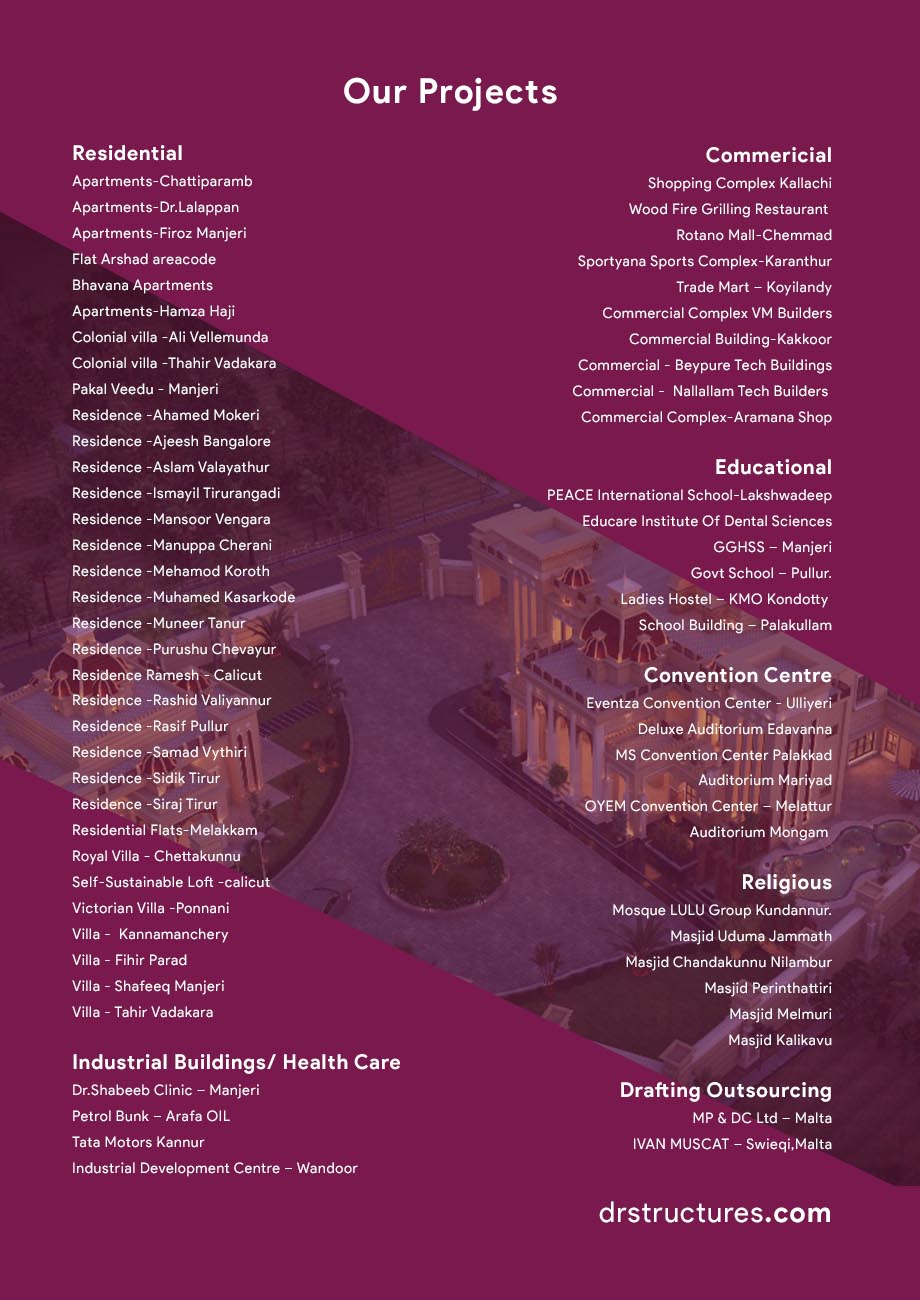 Our Projects
Residential
Apartments-Chattiparamb
Apartments-Dr.Lalappan
Apartments-Firoz Manjeri
Flat Arshad areacode
Bhavana Apartments
Apartments-Hamza Haji
Colonial villa -Ali Vellemunda
Colonial villa -Thahir Vadakara
Pakal Veedu - Manjeri
Residence -Ahamed Mokeri
Residence -Ajeesh Bangalore
Residence -Aslam Valayathur
Residence -Ismayil Tirurangadi
Residence -Mansoor Vengara
Residence -Manuppa Cherani
Residence -Mehamod Koroth
Residence -Muhamed Kasarkode
Residence -Muneer Tanur
Residence -Purushu Chevayur
Residence Ramesh - Calicut
Residence -Rashid Valiyannur
Residence -Rasif Pullur
Residence -Samad Vythiri
Residence -Sidik Tirur
Residence -Siraj Tirur
Residential Flats-Melakkam
Royal Villa - Chettakunnu
Self-Sustainable Loft -calicut
Victorian Villa -Ponnani
Villa -  Kannamanchery
Villa - Fihir Parad
Villa - Shafeeq Manjeri
Villa - Tahir Vadakara
Industrial Buildings/ Health Care
Dr.Shabeeb Clinic – Manjeri
Petrol Bunk – Arafa OIL
Tata Motors Kannur
Industrial Development Centre – Wandoor
Commericial
Shopping Complex Kallachi
Wood Fire Grilling Restaurant
Rotano Mall-Chemmad
Sportyana Sports Complex-Karanthur
Trade Mart – Koyilandy
Commercial Complex VM Builders
Commercial Building-Kakkoor
Commercial - Beypure Tech Buildings
Commercial -  Nallallam Tech Builders
Commercial Complex-Aramana Shop
Educational
PEACE International School-Lakshwadeep
Educare Institute Of Dental Sciences
GGHSS – Manjeri
Govt School – Pullur.
Ladies Hostel – KMO Kondotty
School Building – Palakullam
Convention Centre
Eventza Convention Center - Ulliyeri
Deluxe Auditorium Edavanna
MS Convention Center Palakkad
Auditorium Mariyad
OYEM Convention Center – Melattur
Auditorium Mongam
Religious
Mosque LULU Group Kundannur.
Masjid Uduma Jammath
Masjid Chandakunnu Nilambur
Masjid Perinthattiri
Masjid Melmuri
Masjid Kalikavu
Drafting Outsourcing
MP & DC Ltd – Malta
IVAN MUSCAT – Swieqi,Malta
drstructures.com